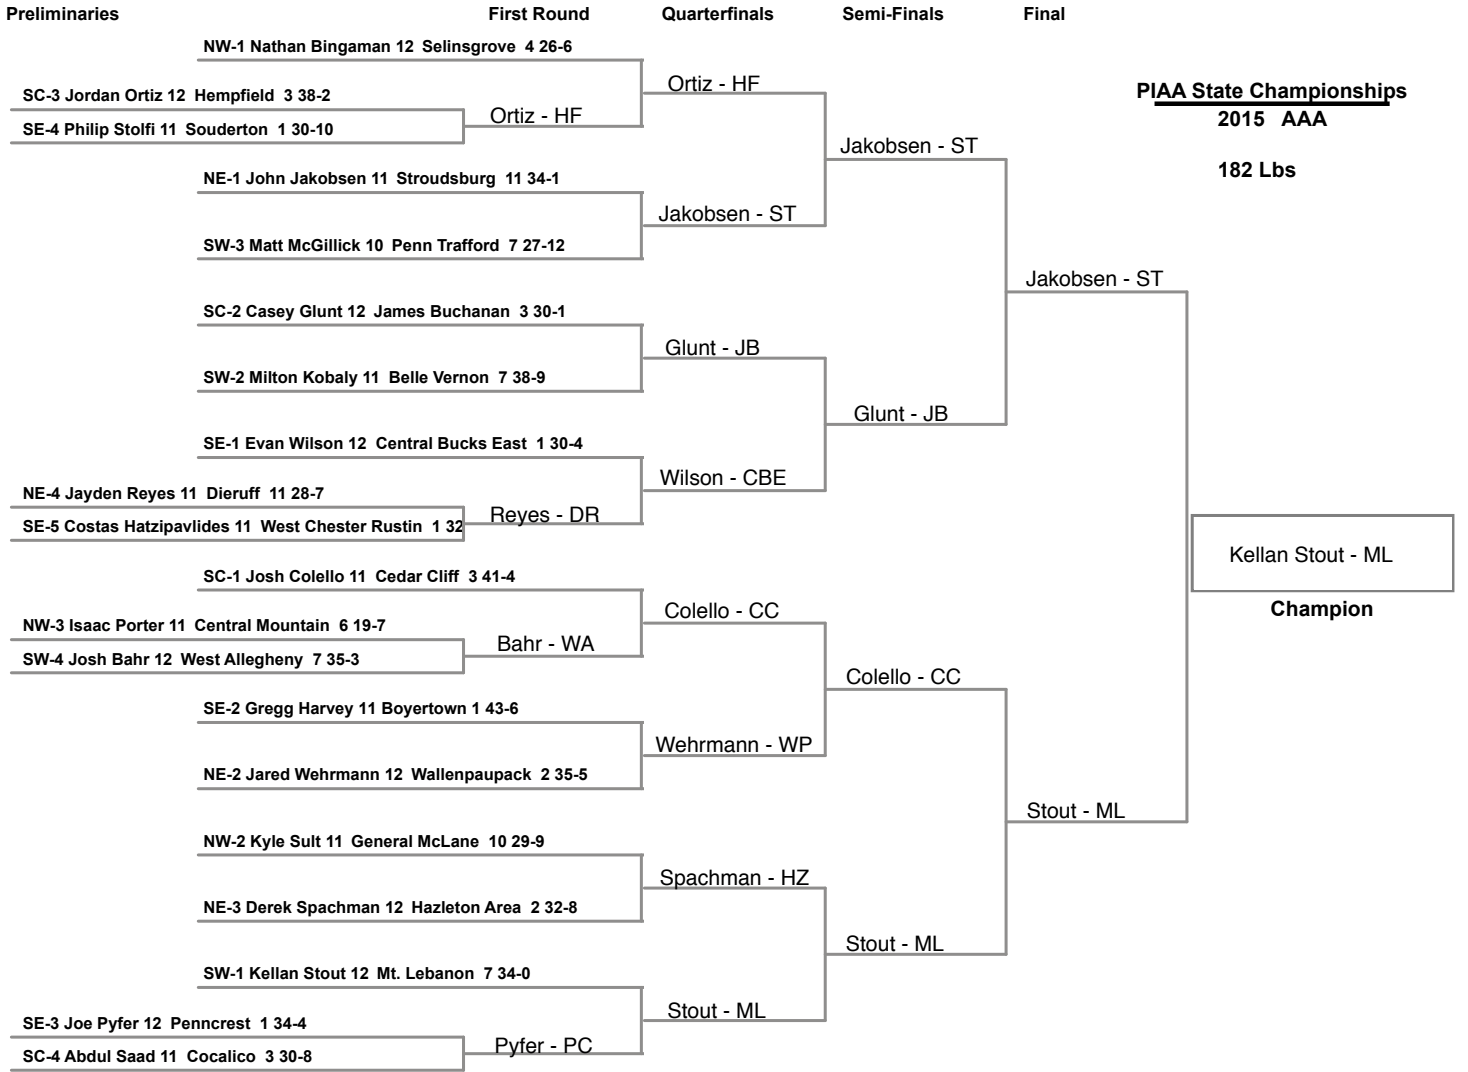 Preliminaries First Round Quarterfinals Semi-Finals Final
NW-1 Nathan Bingaman 12 Selinsgrove 4 26-6
Ortiz - HF
PIAA State Championships
SC-3 Jordan Ortiz 12 Hempfield 3 38-2
Ortiz - HF
2015 AAA
SE-4 Philip Stolfi 11 Souderton 1 30-10
Jakobsen - ST
182 Lbs
NE-1 John Jakobsen 11 Stroudsburg 11 34-1
Jakobsen - ST
SW-3 Matt McGillick 10 Penn Trafford 7 27-12
Jakobsen - ST
SC-2 Casey Glunt 12 James Buchanan 3 30-1
Glunt - JB
SW-2 Milton Kobaly 11 Belle Vernon 7 38-9
Glunt - JB
SE-1 Evan Wilson 12 Central Bucks East 1 30-4
Wilson - CBE
NE-4 Jayden Reyes 11 Dieruff 11 28-7
Reyes - DR
SE-5 Costas Hatzipavlides 11 West Chester Rustin 1 32
Kellan Stout - ML
SC-1 Josh Colello 11 Cedar Cliff 3 41-4
Champion
Colello - CC
NW-3 Isaac Porter 11 Central Mountain 6 19-7
Bahr - WA
SW-4 Josh Bahr 12 West Allegheny 7 35-3
Colello - CC
SE-2 Gregg Harvey 11 Boyertown 1 43-6
Wehrmann - WP
NE-2 Jared Wehrmann 12 Wallenpaupack 2 35-5
Stout - ML
NW-2 Kyle Sult 11 General McLane 10 29-9
Spachman - HZ
NE-3 Derek Spachman 12 Hazleton Area 2 32-8
Stout - ML
SW-1 Kellan Stout 12 Mt. Lebanon 7 34-0
Stout - ML
SE-3 Joe Pyfer 12 Penncrest 1 34-4
Pyfer - PC
SC-4 Abdul Saad 11 Cocalico 3 30-8